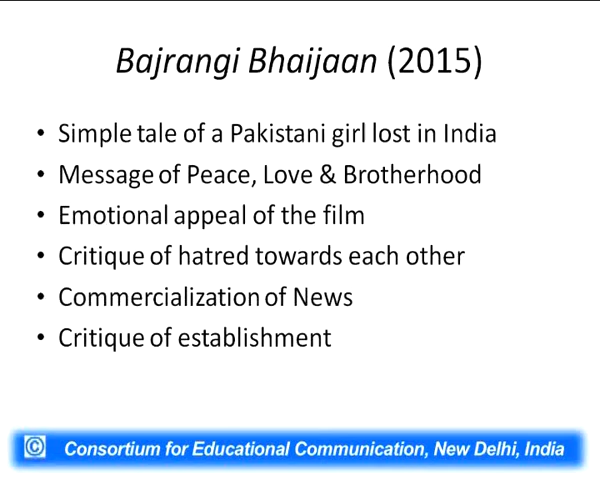 Bajrangi Bhaijaan (2015)
• Simple tale of a Pakistani girl lost in India
• Message of Peace, Love & Brotherhood
• Emotional appeal of the film
• Critique of hatred towards each other
• Commercialization of News
• Critique of establishment
© Consortium for Educational Communication, New Delhi, India